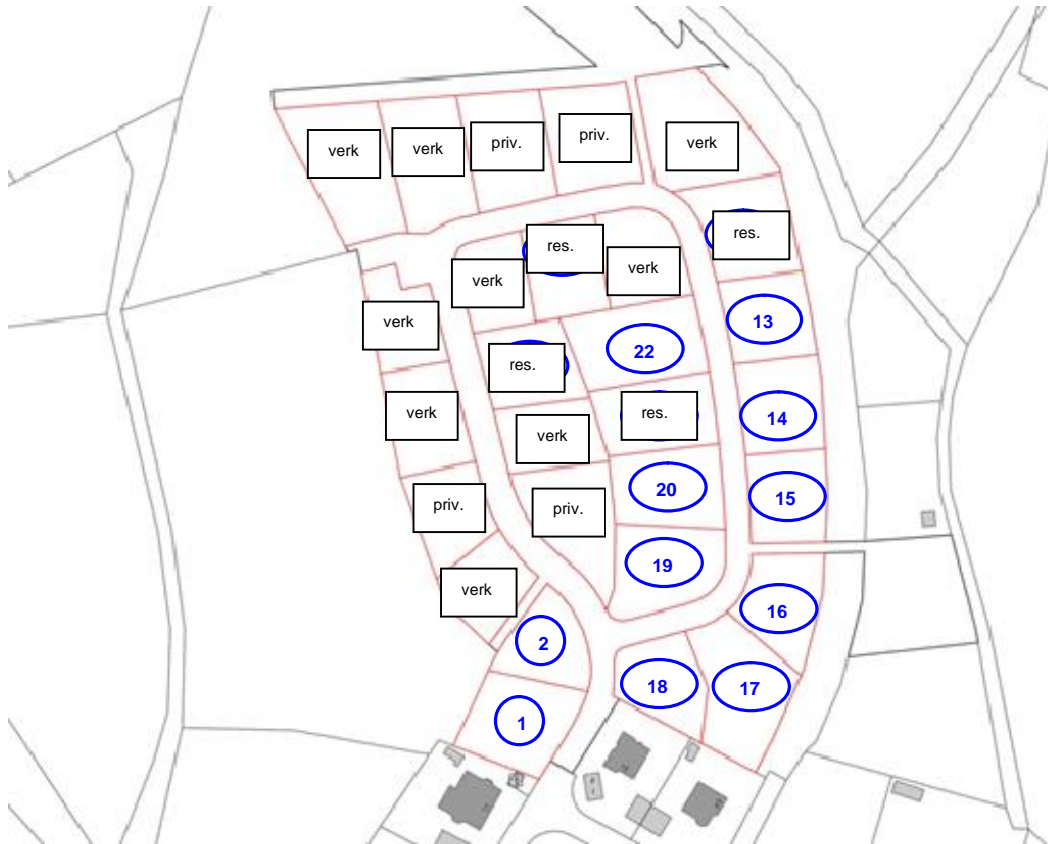 verk
verk
priv.
priv.
verk
res.
res.
verk
verk
verk
13
22
res.
verk
res.
14
verk
20
15
priv.
priv.
19
verk
16
2
18
17
1